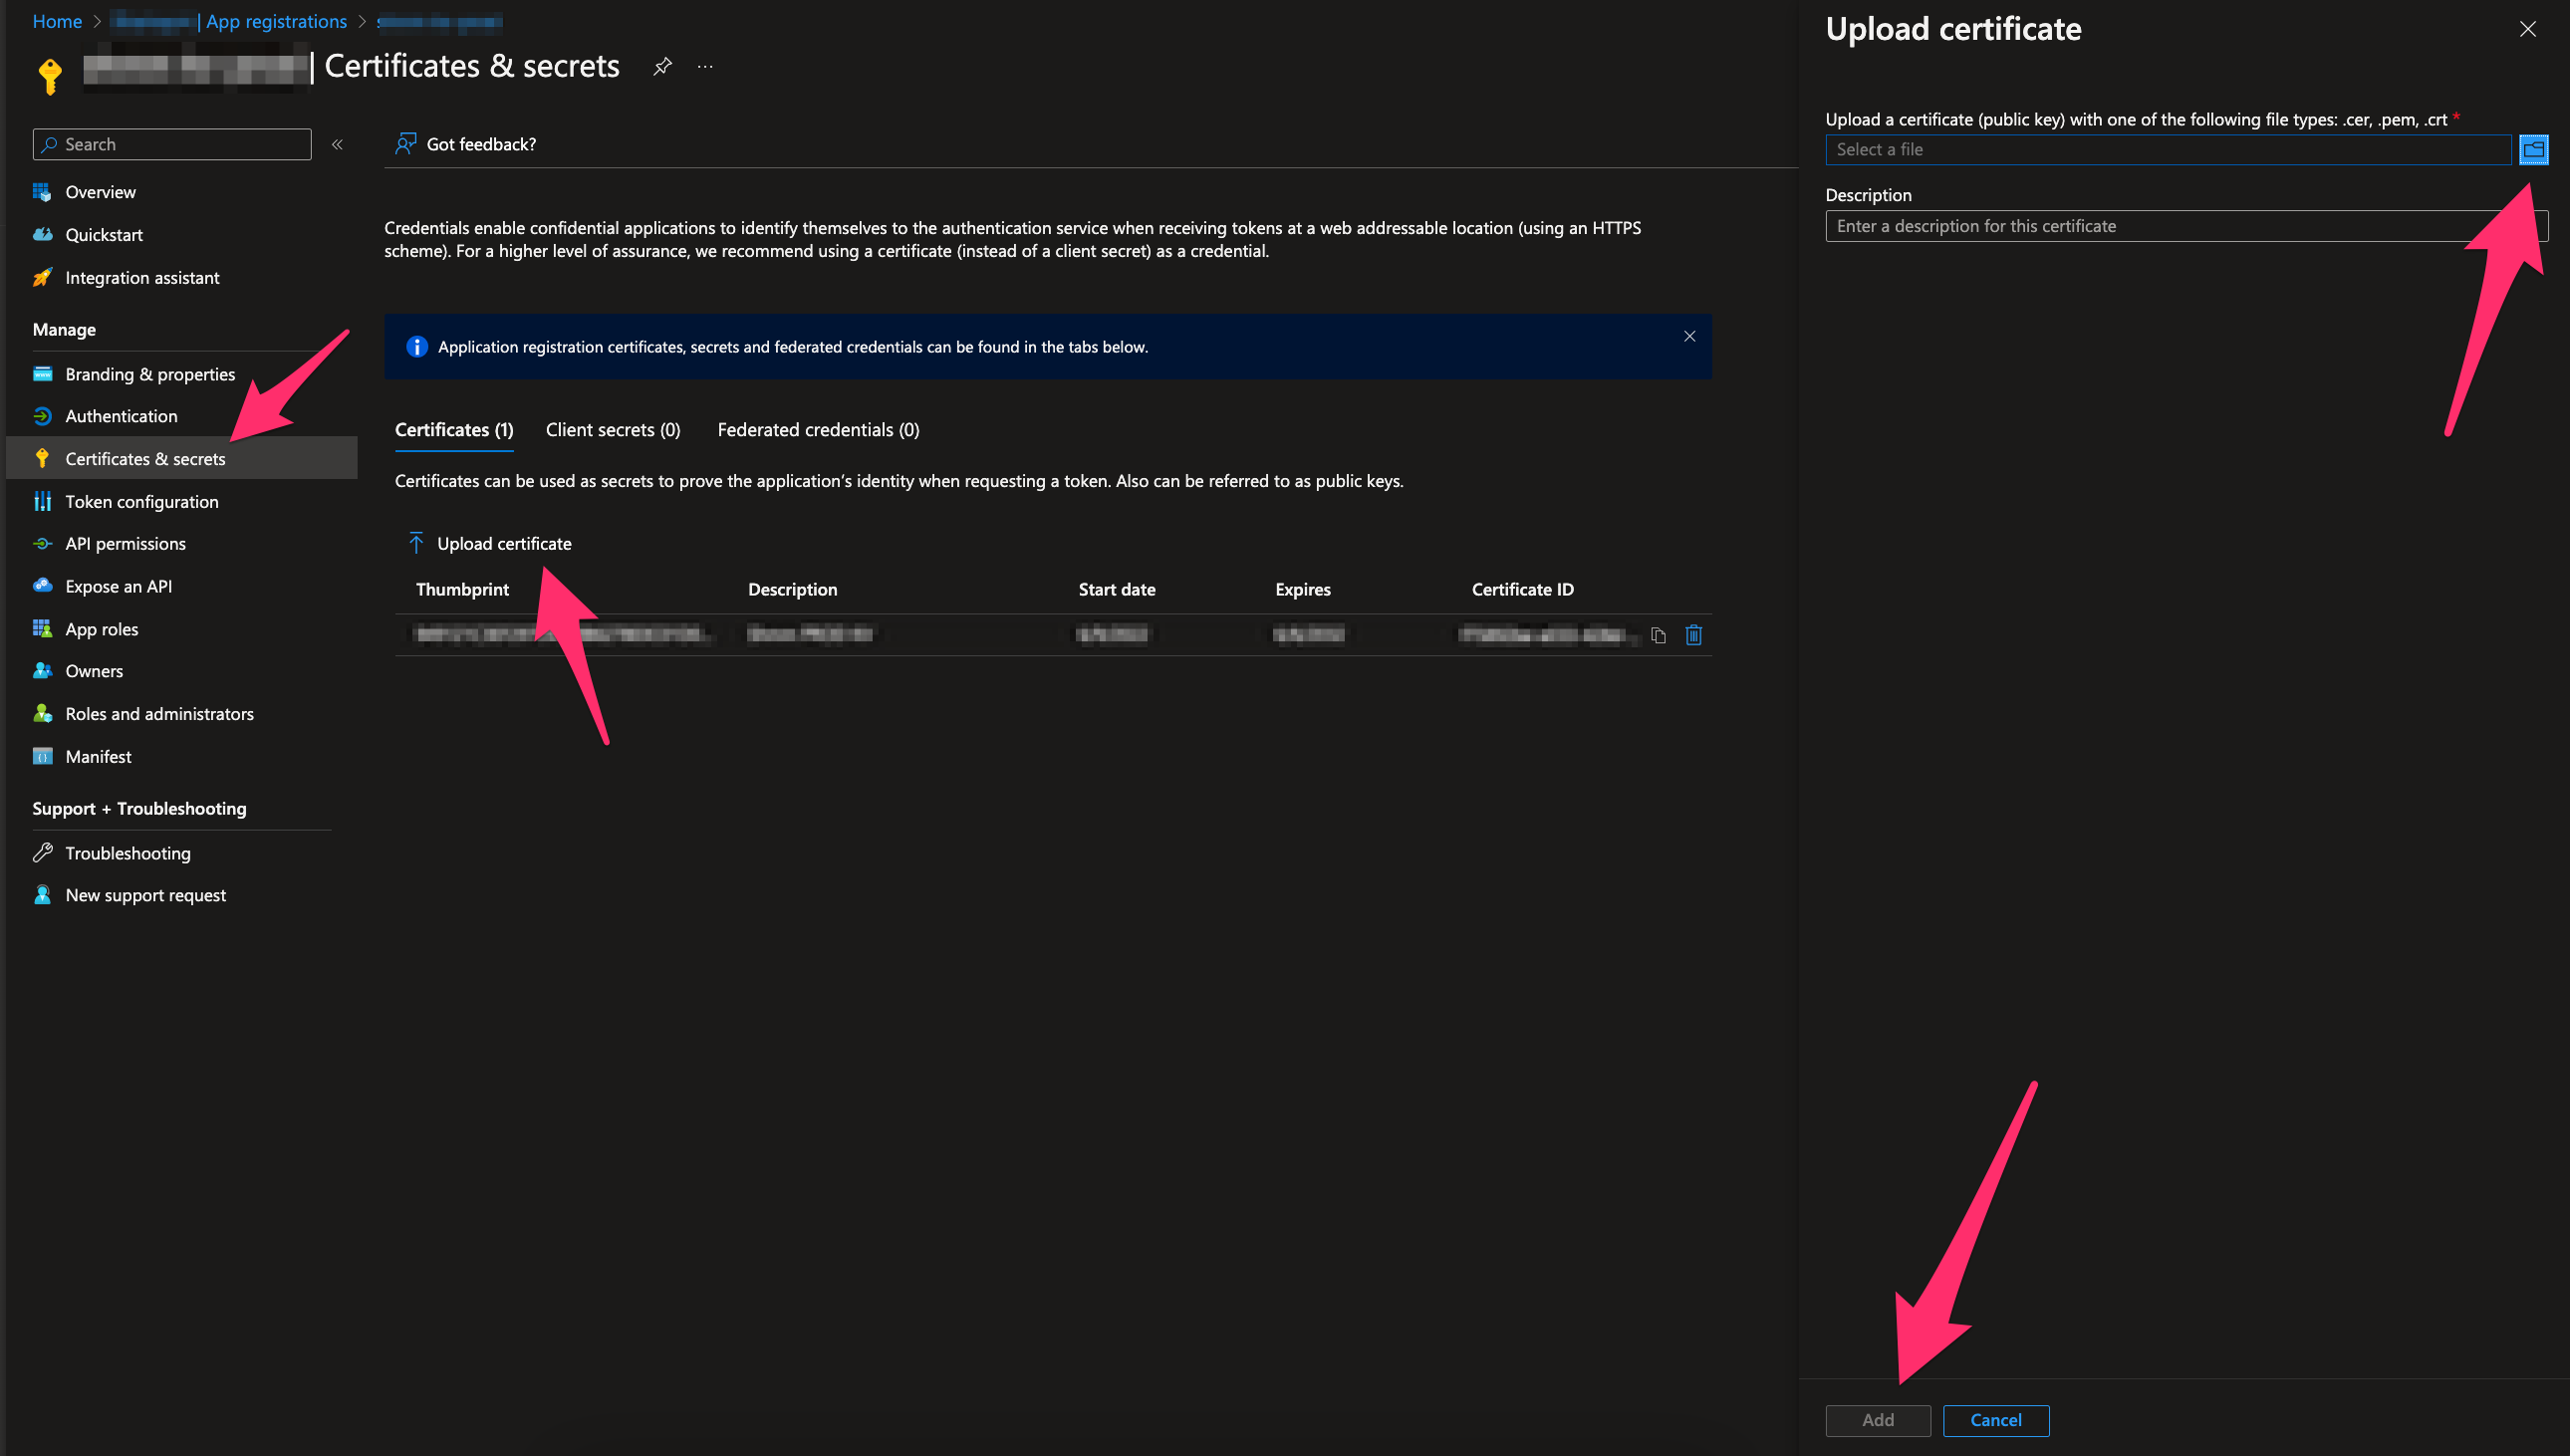 Home > | App registrations >
| Certificates & secrets ...
Search «
Overview
Quickstart
Integration assistant
Manage
Branding & properties
Authentication
Certificates & secrets
Token configuration
API permissions
Expose an API
App roles
Owners
Roles and administrators
Manifest
Support + Troubleshooting
Troubleshooting
New support request
Got feedback?
Credentials enable confidential applications to identify themselves to the authentication service when receiving tokens at a web addressable location (using an HTTPS
scheme). For a higher level of assurance, we recommend using a certificate (instead of a client secret) as a credential.
Application registration certificates, secrets and federated credentials can be found in the tabs below.
Certificates (1) Client secrets (0) Federated credentials (0)
Certificates can be used as secrets to prove the application’s identity when requesting a token. Also can be referred to as public keys.
Upload certificate
Thumbprint Description Start date Expires Certificate ID
Upload certificate
Upload a certificate (public key) with one of the following file types: .cer, .pem, .crt *
Select a file
Description
Enter a description for this certificate
Add Cancel